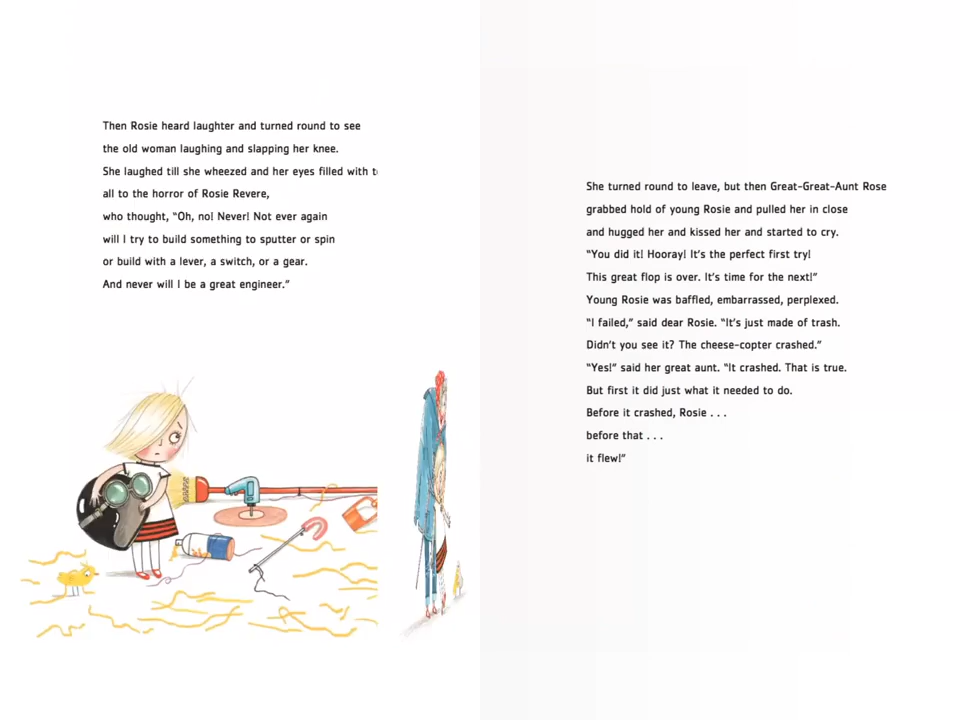 Then Rosie heard laughter and turned round to see
the old woman laughing and slapping her knee.
She laughed till she wheezed and her eyes filled with
all to the horror of Rosie Revere,
who thought, “Oh, no! Never! Not ever again
will I try to build something to sputter or spin
or build with a lever, a switch, or a gear.
And never will I be a great engineer.”
She turned round to leave, but then Great-Great-Aunt Rose
grabbed hold of young Rosie and pulled her in close
and hugged her and kissed her and started to cry.
“You did it! Hooray! It’s the perfect first try!
This great flop is over. It’s time for the next!”
Young Rosie was baffled, embarrassed, perplexed.
“I failed,” said dear Rosie. “It’s just made of trash.
Didn’t you see it? The cheese-copter crashed.”
“Yes!” said her great aunt. “It crashed. That is true.
But first it did just what it needed to do.
Before it crashed, Rosie . . .
before that . . .
it flew!”